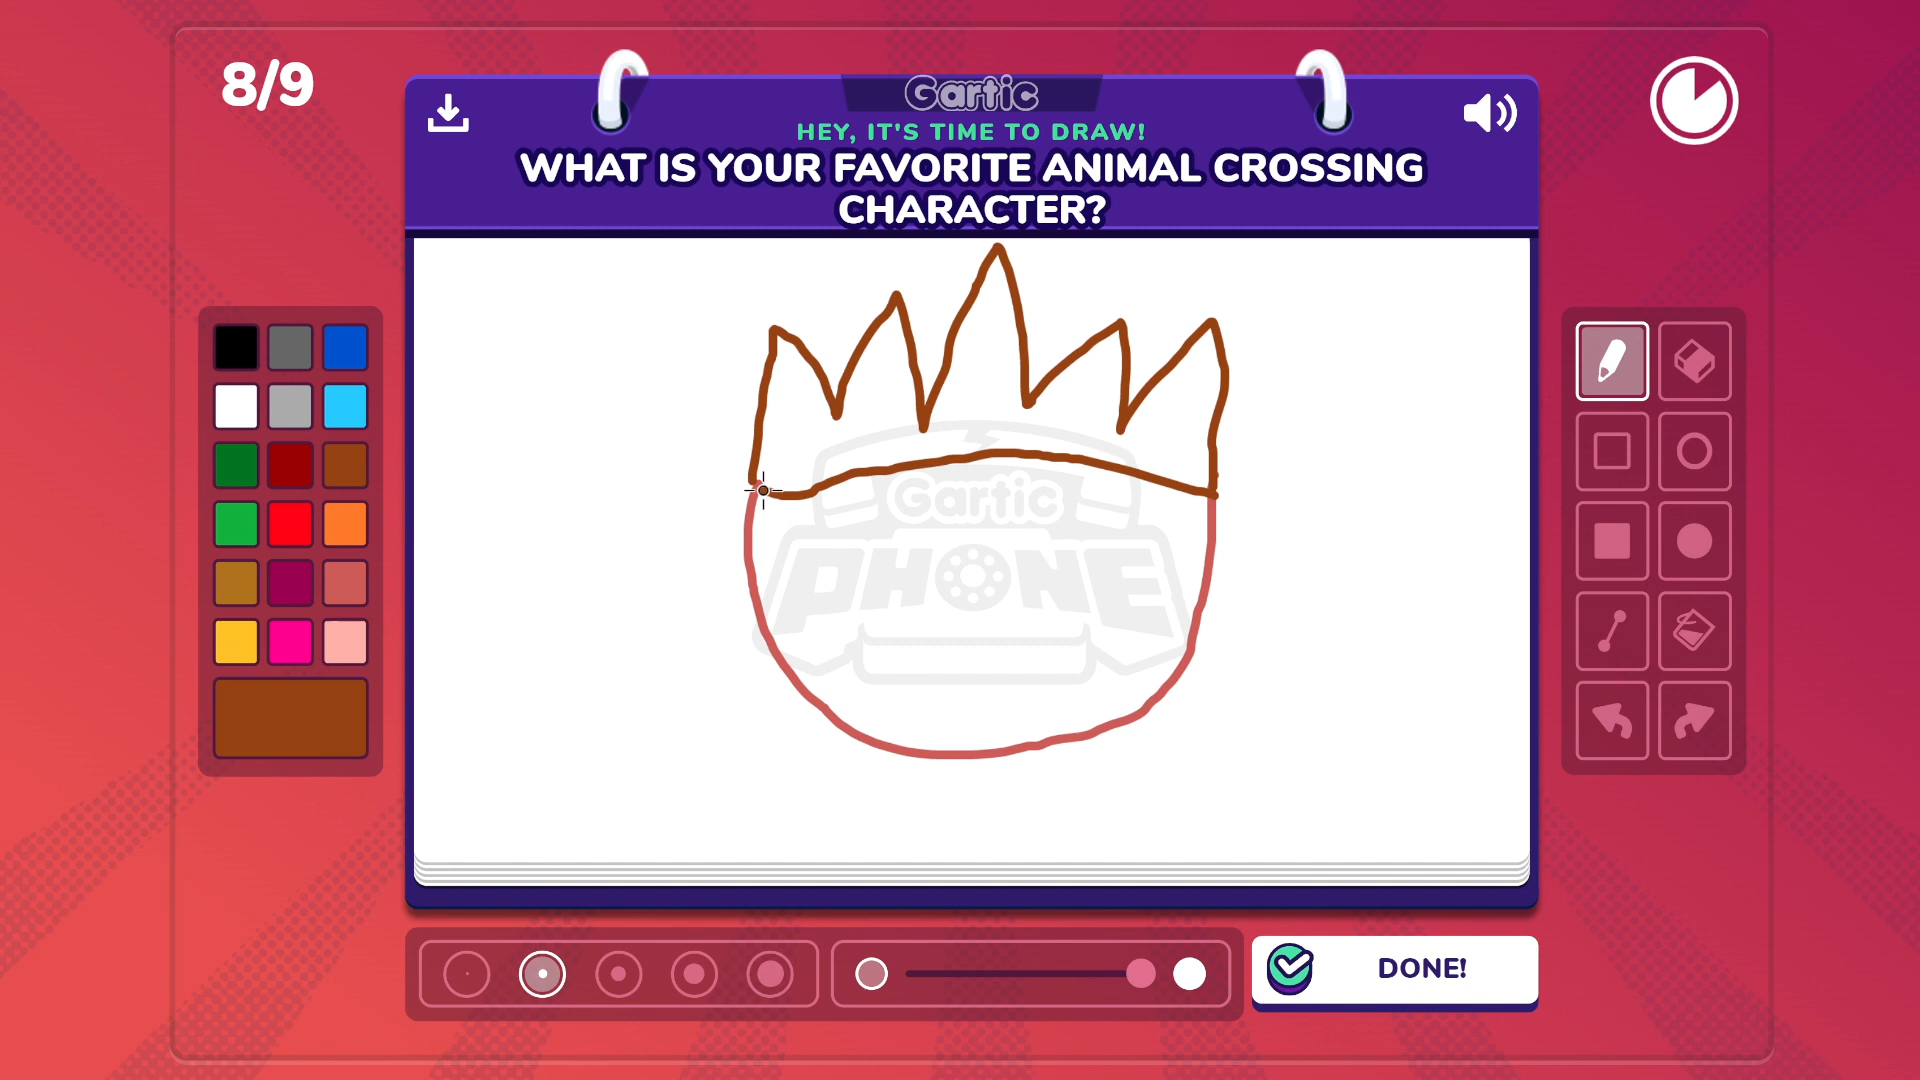 8/9
Gartic
HEY, IT'S TIME TO DRAW!
WHAT IS YOUR FAVORITE ANIMAL CROSSING
CHARACTER?
Gartic
PHONE
DONE!